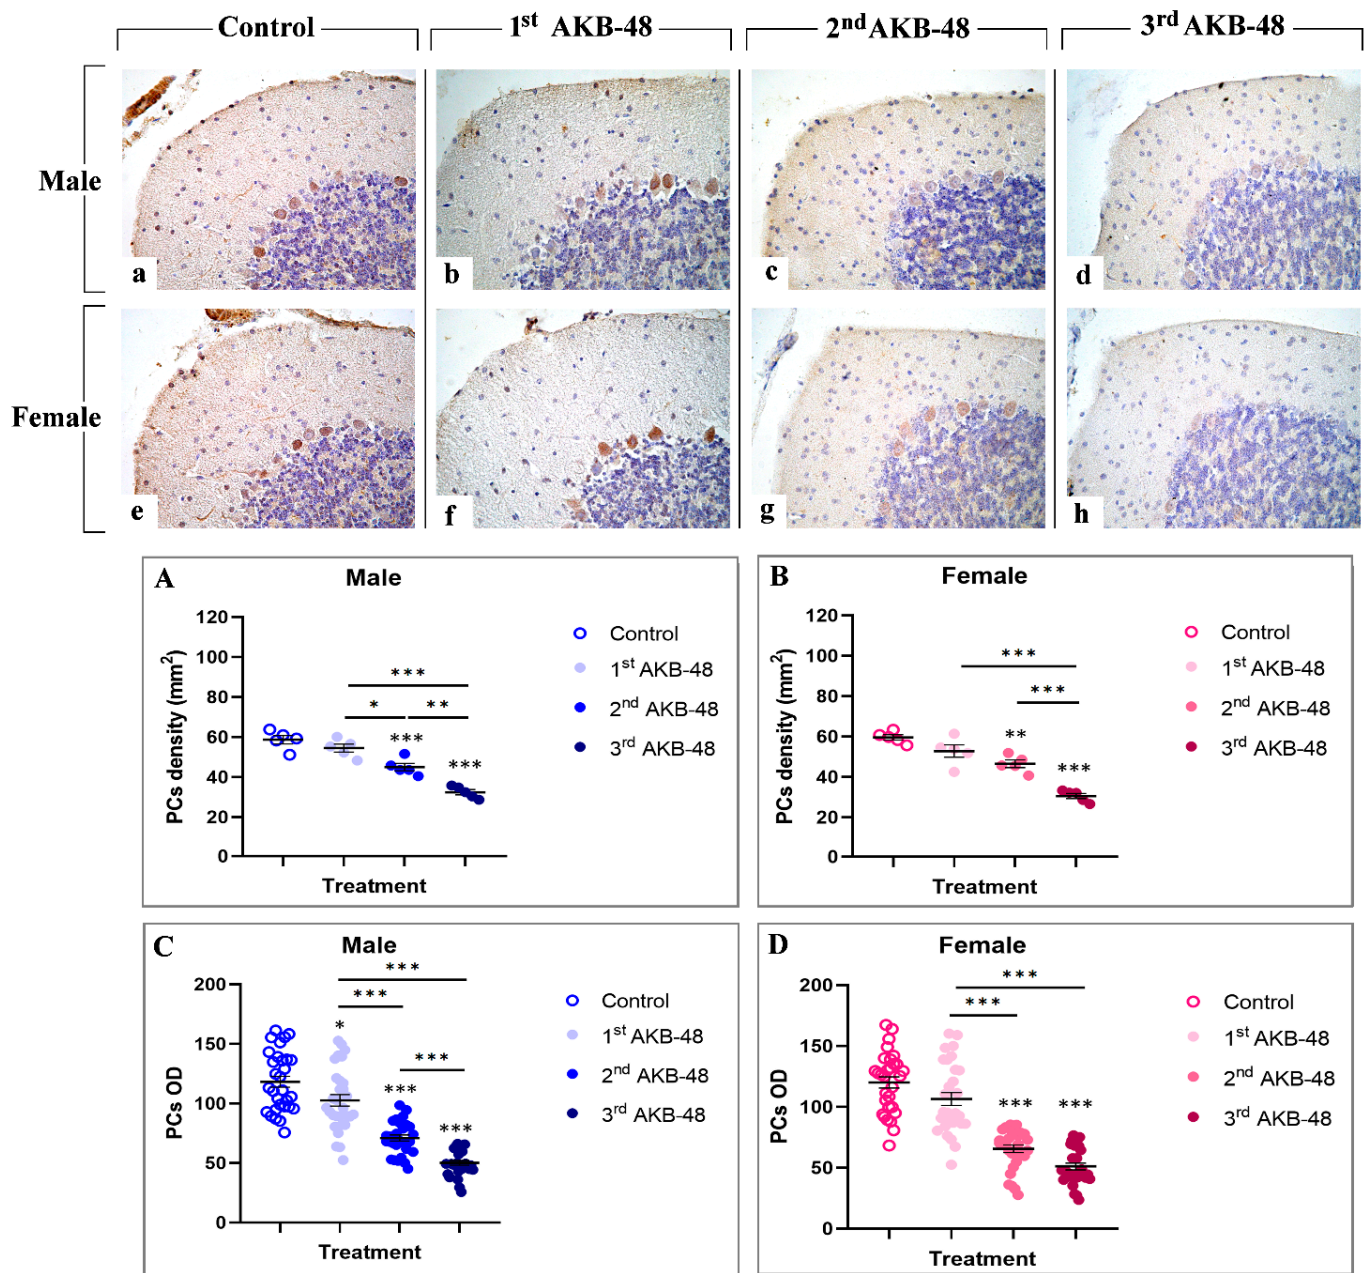 Control 1st AKB-48 2nd AKB-48 3rd AKB-48
Male
a b c d
Female
e f g h
A Male
120
100
80
60
40
20
0
PCs density (mm2)
***
* **
***
***
Treatment
Control
1st AKB-48
2nd AKB-48
3rd AKB-48
B Female
120
100
80
60
40
20
0
PCs density (mm2)
***
***
**
***
Treatment
Control
1st AKB-48
2nd AKB-48
3rd AKB-48
C Male
200
150
100
50
0
PCs OD
***
***
*
***
***
***
Treatment
Control
1st AKB-48
2nd AKB-48
3rd AKB-48
D Female
200
150
100
50
0
PCs OD
***
***
*** ***
Treatment
Control
1st AKB-48
2nd AKB-48
3rd AKB-48